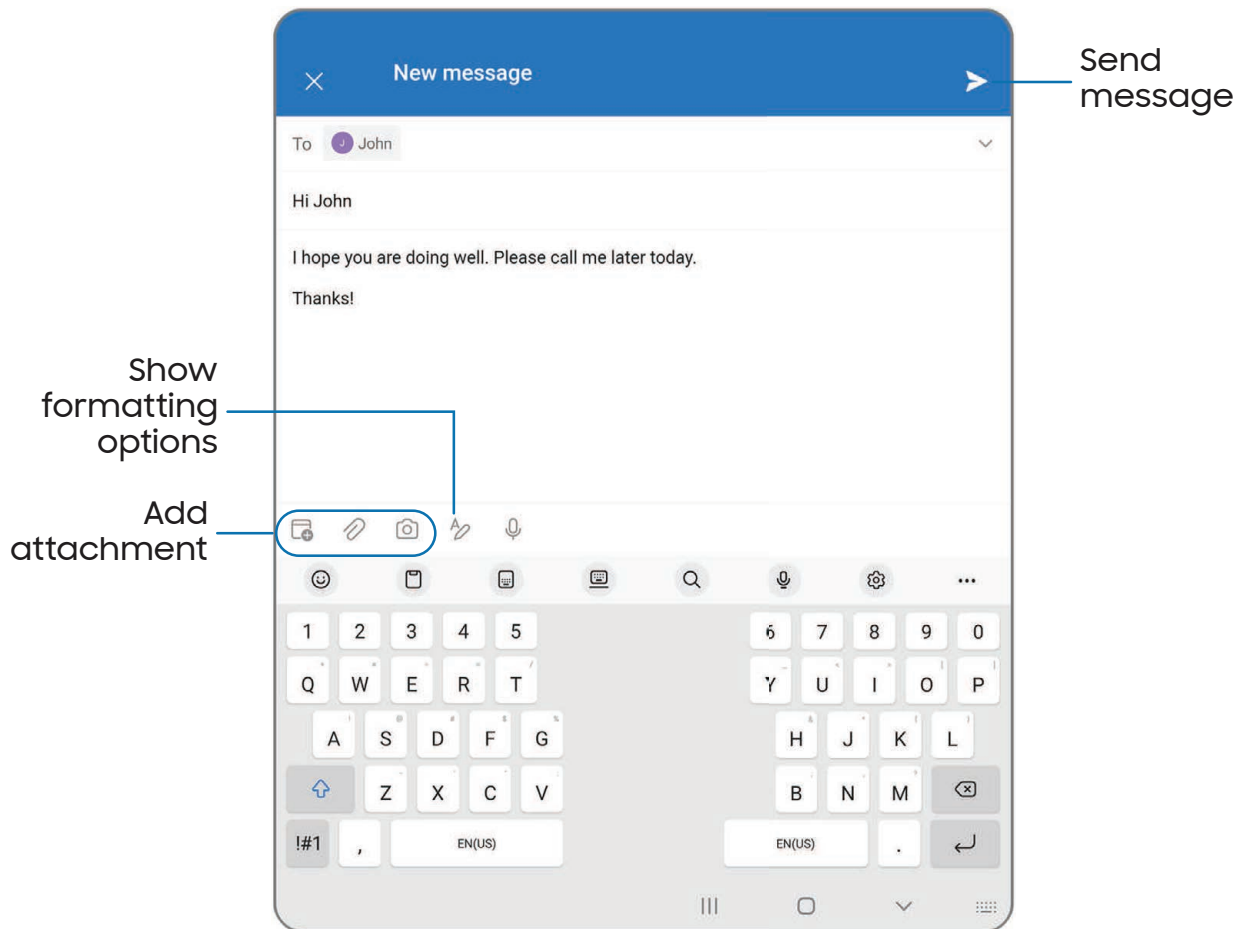 New message
Send
message
To J John
Hi John
I hope you are doing well. Please call me later today.
Thanks!
Show
formatting
options
Add
attachment
1 2 3 4 5 6 7 8 9 0
Q W E R T Y U I O P
A S D F G H J K L
Z X C V B N M
!#1 , EN(US) EN(US) .